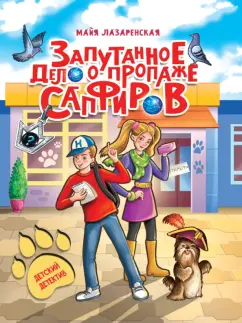 МАЙЯ ЛАЗАРЕНСКАЯ
ЗАПУТАННОЕ
ДЕЛО О ПРОПАЖЕ
САПФИРОВ
?
Н
ДЕТСКИЙ
ДЕТЕКТИВ